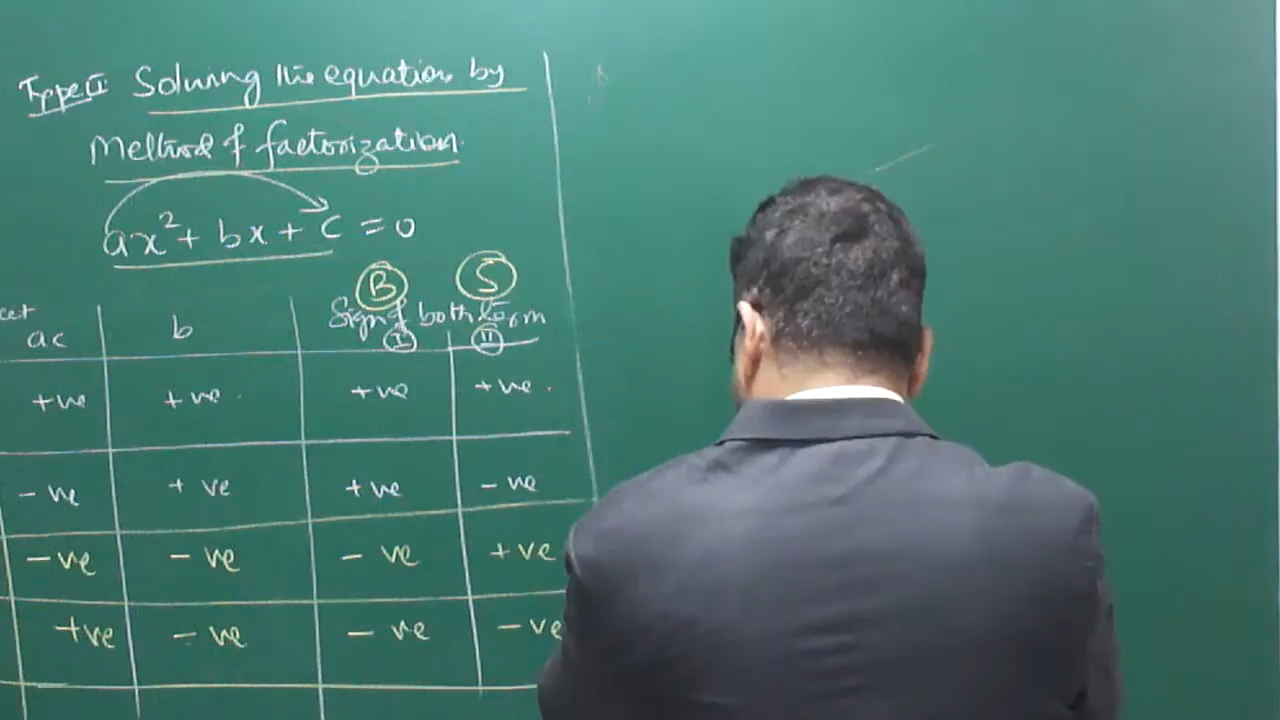 Type II Solving the equation by
Method of factorization
ax² + bx + c = 0
B S
ac b Sign of both term
I II
+ve +ve +ve +ve
-ve +ve +ve -ve
-ve -ve -ve +ve
+ve -ve -ve -ve